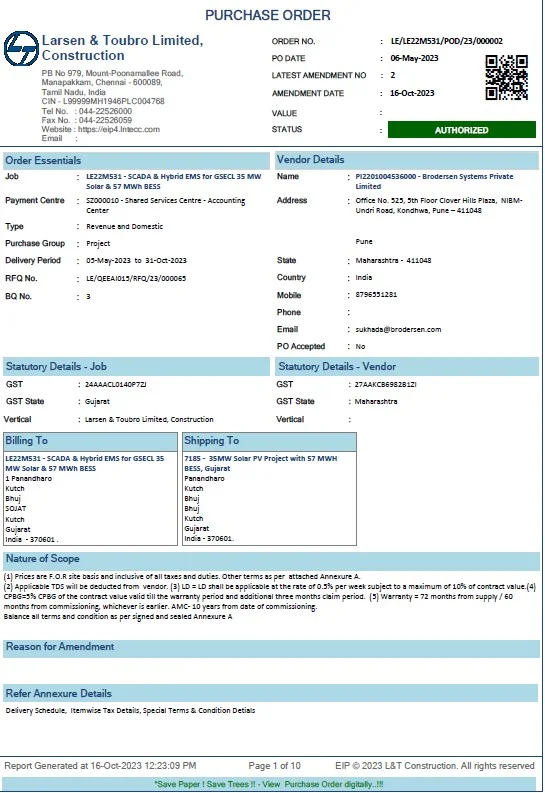 PURCHASE ORDER
Larsen & Toubro Limited,
Construction
PB No 979, Mount-Poonamallee Road,
Manapakkam, Chennai - 600089,
Tamil Nadu, India
CIN - L99999MH1946PLC004768
Tel No. : 044-22526000
Fax No. : 044-22526059
Website : https://eip4.lntecc.com
Email :
ORDER NO. : LE/LE22M531/POD/23/000002
PO DATE : 06-May-2023
LATEST AMENDMENT NO : 2
AMENDMENT DATE : 16-Oct-2023
VALUE :
STATUS : AUTHORIZED
Order Essentials
Job : LE22M531 - SCADA & Hybrid EMS for GSECL 35 MW
Solar & 57 MWh BESS
Payment Centre : SZ000010 - Shared Services Centre - Accounting
Center
Type : Revenue and Domestic
Purchase Group : Project
Delivery Period : 05-May-2023 to 31-Oct-2023
RFQ No. : LE/QEEAI015/RFQ/23/000065
BQ No. : 3
Vendor Details
Name : PI2201004536000 - Brodersen Systems Private
Limited
Address : Office No. 525, 5th Floor Clover Hills Plaza, NIBM-
Undri Road, Kondhwa, Pune – 411048
Pune
State : Maharashtra - 411048
Country : India
Mobile : 8796551281
Phone :
Email : sukhada@brodersen.com
PO Accepted : No
Statutory Details - Job
GST : 24AAACL0140P7ZJ
GST State : Gujarat
Vertical : Larsen & Toubro Limited, Construction
Statutory Details - Vendor
GST : 27AAKCB6982B1ZI
GST State : Maharashtra
Vertical :
Billing To
LE22M531 - SCADA & Hybrid EMS for GSECL 35
MW Solar & 57 MWh BESS
1 Panandharo
Kutch
Bhuj
SOJAT
Kutch
Gujarat
India - 370601 .
Shipping To
7185 - 35MW Solar PV Project with 57 MWH
BESS, Gujarat
Panandharo
Kutch
Bhuj
Bhuj
Kutch
Gujarat
India - 370601.
Nature of Scope
(1) Prices are F.O.R site basis and inclusive of all taxes and duties. Other terms as per attached Annexure A.
(2) Applicable TDS will be deducted from vendor. (3) LD = LD shall be applicable at the rate of 0.5% per week subject to a maximum of 10% of contract value.(4)
CPBG=5% CPBG of the contract value valid till the warranty period and additional three months claim period. (5) Warranty = 72 months from supply / 60
months from commissioning, whichever is earlier. AMC- 10 years from date of commissioning.
Balance all terms and condition as per signed and sealed Annexure A
Reason for Amendment
Refer Annexure Details
Delivery Schedule, Itemwise Tax Details, Special Terms & Condition Detials
Report Generated at 16-Oct-2023 12:23:09 PM
Page 1 of 10
EIP © 2023 L&T Construction. All rights reserved
"Save Paper ! Save Trees !! - View Purchase Order digitally..!!!